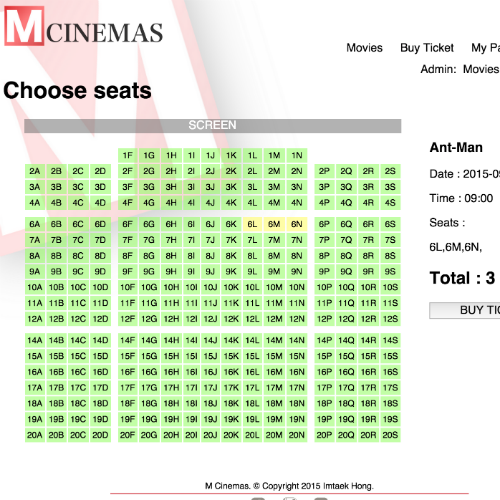 M CINEMAS
Movies Buy Ticket My Pa
Admin: Movies
Choose seats
SCREEN
1F 1G 1H 1I 1J 1K 1L 1M 1N
2A 2B 2C 2D 2F 2G 2H 2I 2J 2K 2L 2M 2N 2P 2Q 2R 2S
3A 3B 3C 3D 3F 3G 3H 3I 3J 3K 3L 3M 3N 3P 3Q 3R 3S
4A 4B 4C 4D 4F 4G 4H 4I 4J 4K 4L 4M 4N 4P 4Q 4R 4S
6A 6B 6C 6D 6F 6G 6H 6I 6J 6K 6L 6M 6N 6P 6Q 6R 6S
7A 7B 7C 7D 7F 7G 7H 7I 7J 7K 7L 7M 7N 7P 7Q 7R 7S
8A 8B 8C 8D 8F 8G 8H 8I 8J 8K 8L 8M 8N 8P 8Q 8R 8S
9A 9B 9C 9D 9F 9G 9H 9I 9J 9K 9L 9M 9N 9P 9Q 9R 9S
10A 10B 10C 10D 10F 10G 10H 10I 10J 10K 10L 10M 10N 10P 10Q 10R 10S
11A 11B 11C 11D 11F 11G 11H 11I 11J 11K 11L 11M 11N 11P 11Q 11R 11S
12A 12B 12C 12D 12F 12G 12H 12I 12J 12K 12L 12M 12N 12P 12Q 12R 12S
14A 14B 14C 14D 14F 14G 14H 14I 14J 14K 14L 14M 14N 14P 14Q 14R 14S
15A 15B 15C 15D 15F 15G 15H 15I 15J 15K 15L 15M 15N 15P 15Q 15R 15S
16A 16B 16C 16D 16F 16G 16H 16I 16J 16K 16L 16M 16N 16P 16Q 16R 16S
17A 17B 17C 17D 17F 17G 17H 17I 17J 17K 17L 17M 17N 17P 17Q 17R 17S
18A 18B 18C 18D 18F 18G 18H 18I 18J 18K 18L 18M 18N 18P 18Q 18R 18S
19A 19B 19C 19D 19F 19G 19H 19I 19J 19K 19L 19M 19N 19P 19Q 19R 19S
20A 20B 20C 20D 20F 20G 20H 20I 20J 20K 20L 20M 20N 20P 20Q 20R 20S
Ant-Man
Date : 2015-09
Time : 09:00
Seats :
6L,6M,6N,
Total : 3
BUY TIC
M Cinemas. © Copyright 2015 Imtaek Hong.